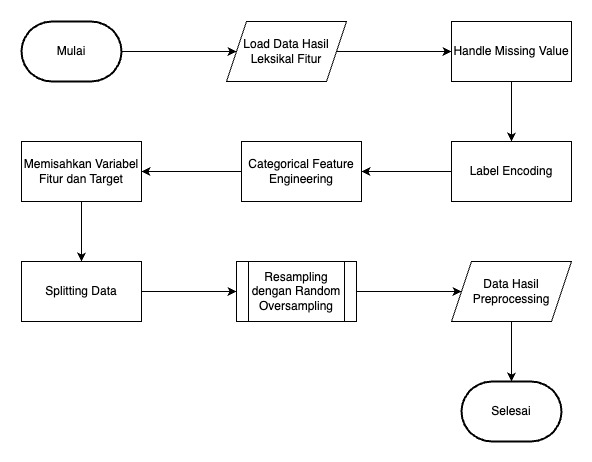 Mulai
Load Data Hasil
Leksikal Fitur
Handle Missing Value
Label Encoding
Categorical Feature
Engineering
Memisahkan Variabel
Fitur dan Target
Splitting Data
Resampling
dengan Random
Oversampling
Data Hasil
Preprocessing
Selesai